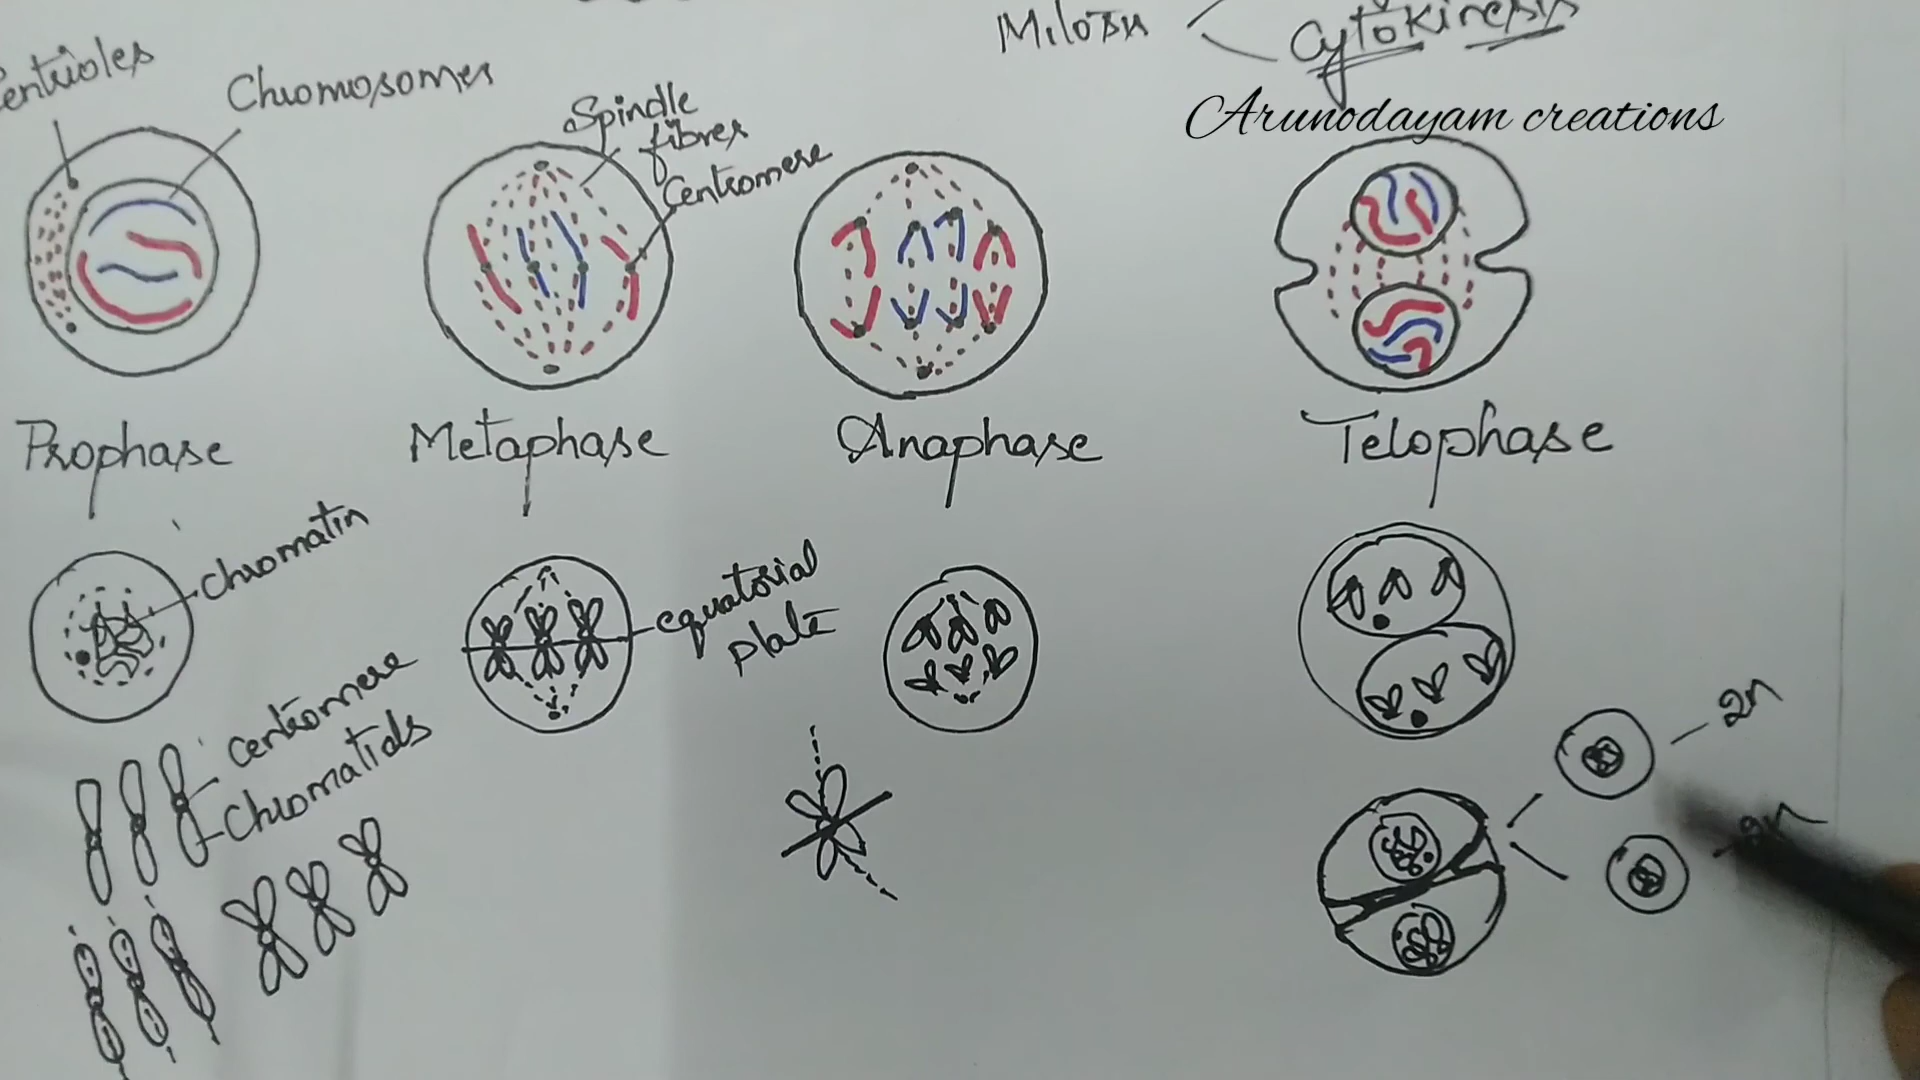 Mitosis
Cytokinesis
Arunodayam creations
Centrioles
Chromosomes
Spindle
fibres
Centromere
Prophase
Metaphase
Anaphase
Telophase
chromatin
equatorial
plate
centromere
Chromatids
2n
2n